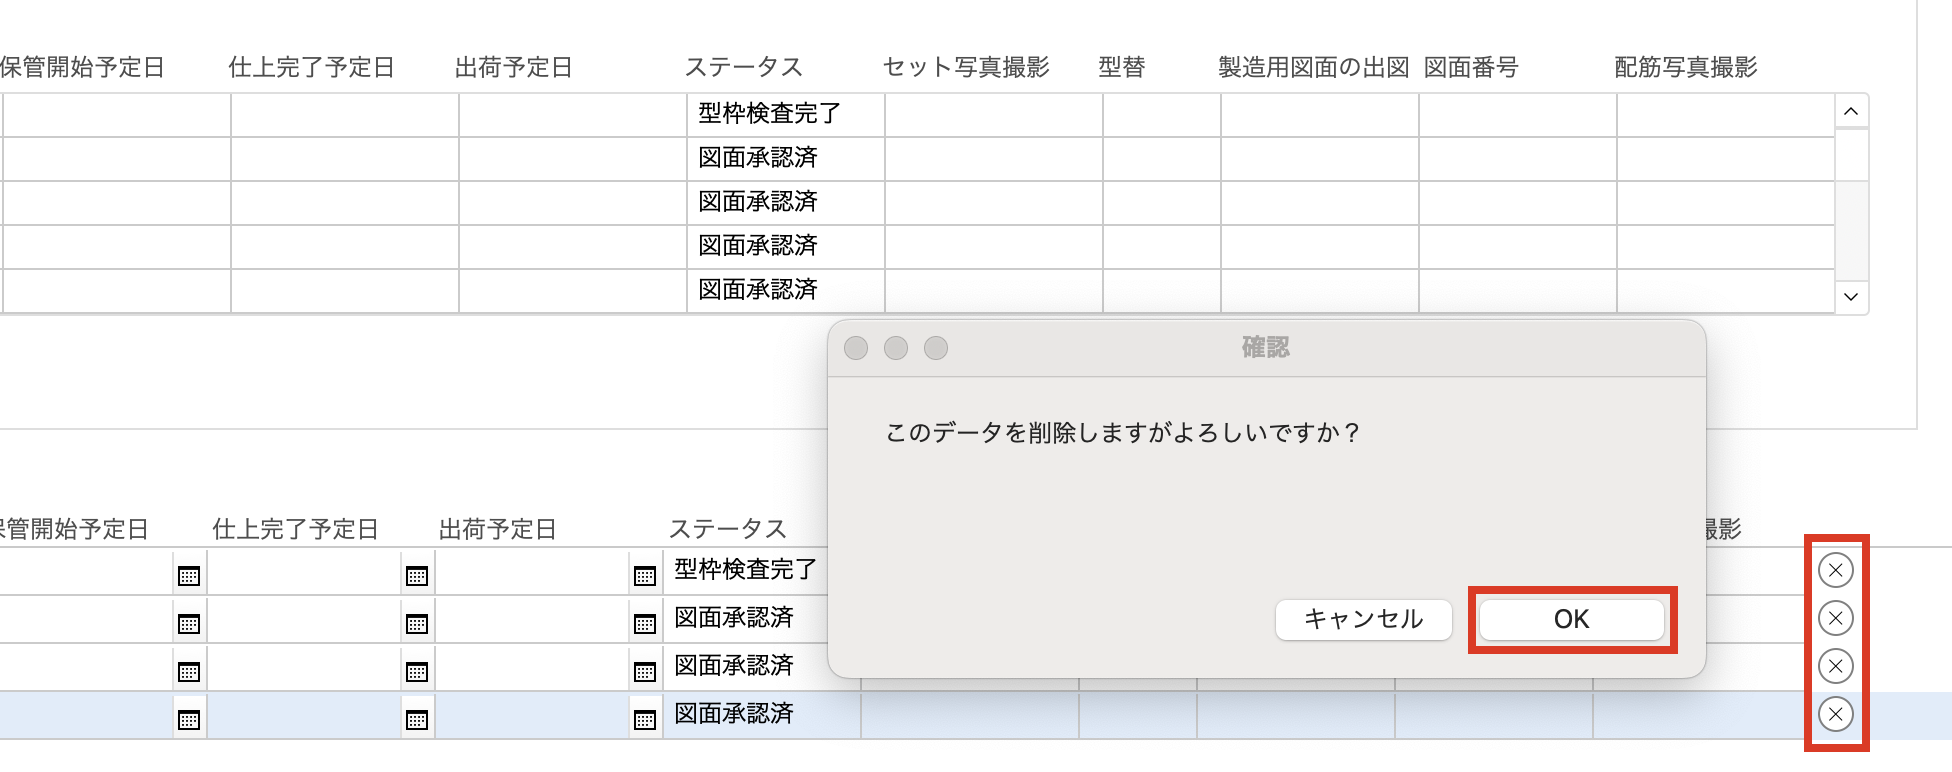 保管開始予定日 仕上完了予定日 出荷予定日 ステータス セット写真撮影 型替 製造用図面の出図 図面番号 配筋写真撮影
型枠検査完了
図面承認済
図面承認済
図面承認済
図面承認済
確認
このデータを削除しますがよろしいですか？
キャンセル OK
管開始予定日 仕上完了予定日 出荷予定日 ステータス 撮影
型枠検査完了
図面承認済
図面承認済
図面承認済